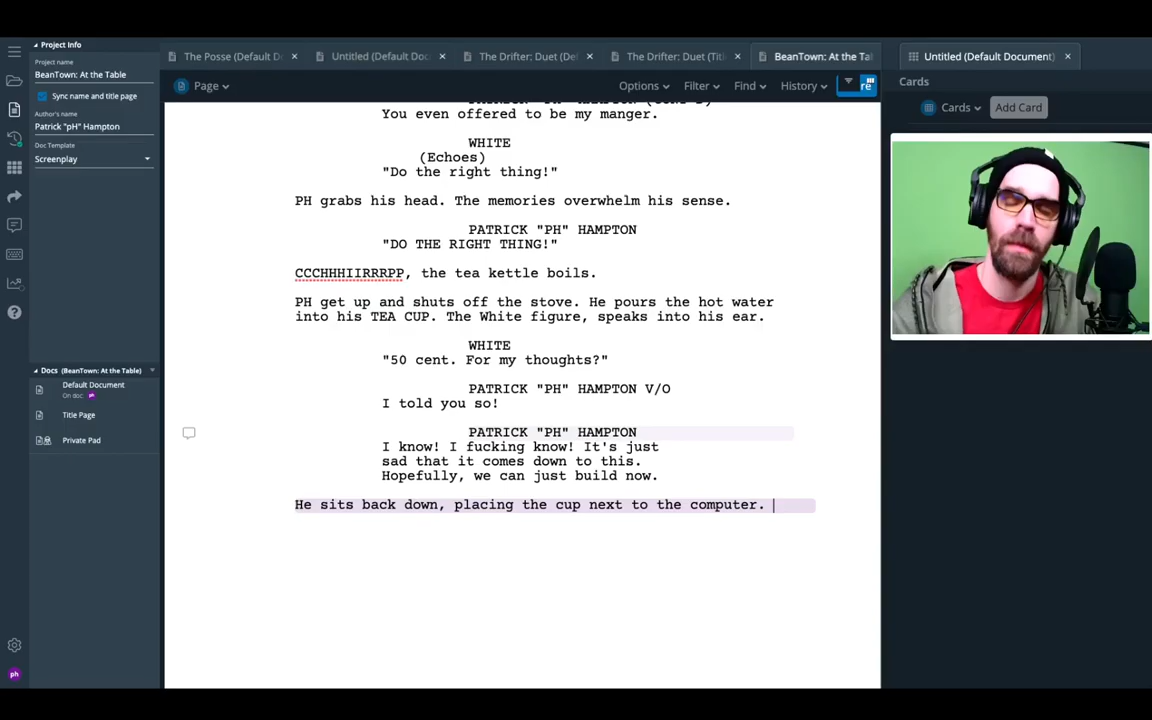 Project Info
Project name
BeanTown: At the Table
Sync name and title page
Author's name
Patrick "pH" Hampton
Doc Template
Screenplay
Docs (BeanTown: At the Table)
Default Document
On doc: ph
Title Page
Private Pad
ph
The Posse (Default D
Untitled (Default Doc
The Drifter; Duet (De
The Drifter: Duet (Tit
BeanTown: At the Ta
Page
Options
Filter
Find
History
re
You even offered to be my manger.
WHITE
(Echoes)
"Do the right thing!"
PH grabs his head. The memories overwhelm his sense.
PATRICK "PH" HAMPTON
"DO THE RIGHT THING!"
CCCHHHIIRRRPP, the tea kettle boils.
PH get up and shuts off the stove. He pours the hot water
into his TEA CUP. The White figure, speaks into his ear.
WHITE
"50 cent. For my thoughts?"
PATRICK "PH" HAMPTON V/O
I told you so!
PATRICK "PH" HAMPTON
I know! I fucking know! It's just
sad that it comes down to this.
Hopefully, we can just build now.
He sits back down, placing the cup next to the computer.
Untitled (Default Document)
Cards
Cards
Add Card